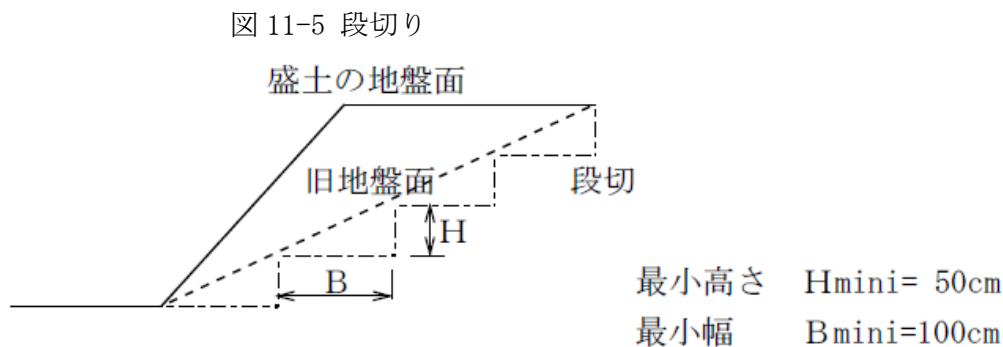 図 11-5 段切り
盛土の地盤面
旧地盤面
段切
H
B
最小高さ Hmini= 50cm
最小幅 Bmini=100cm